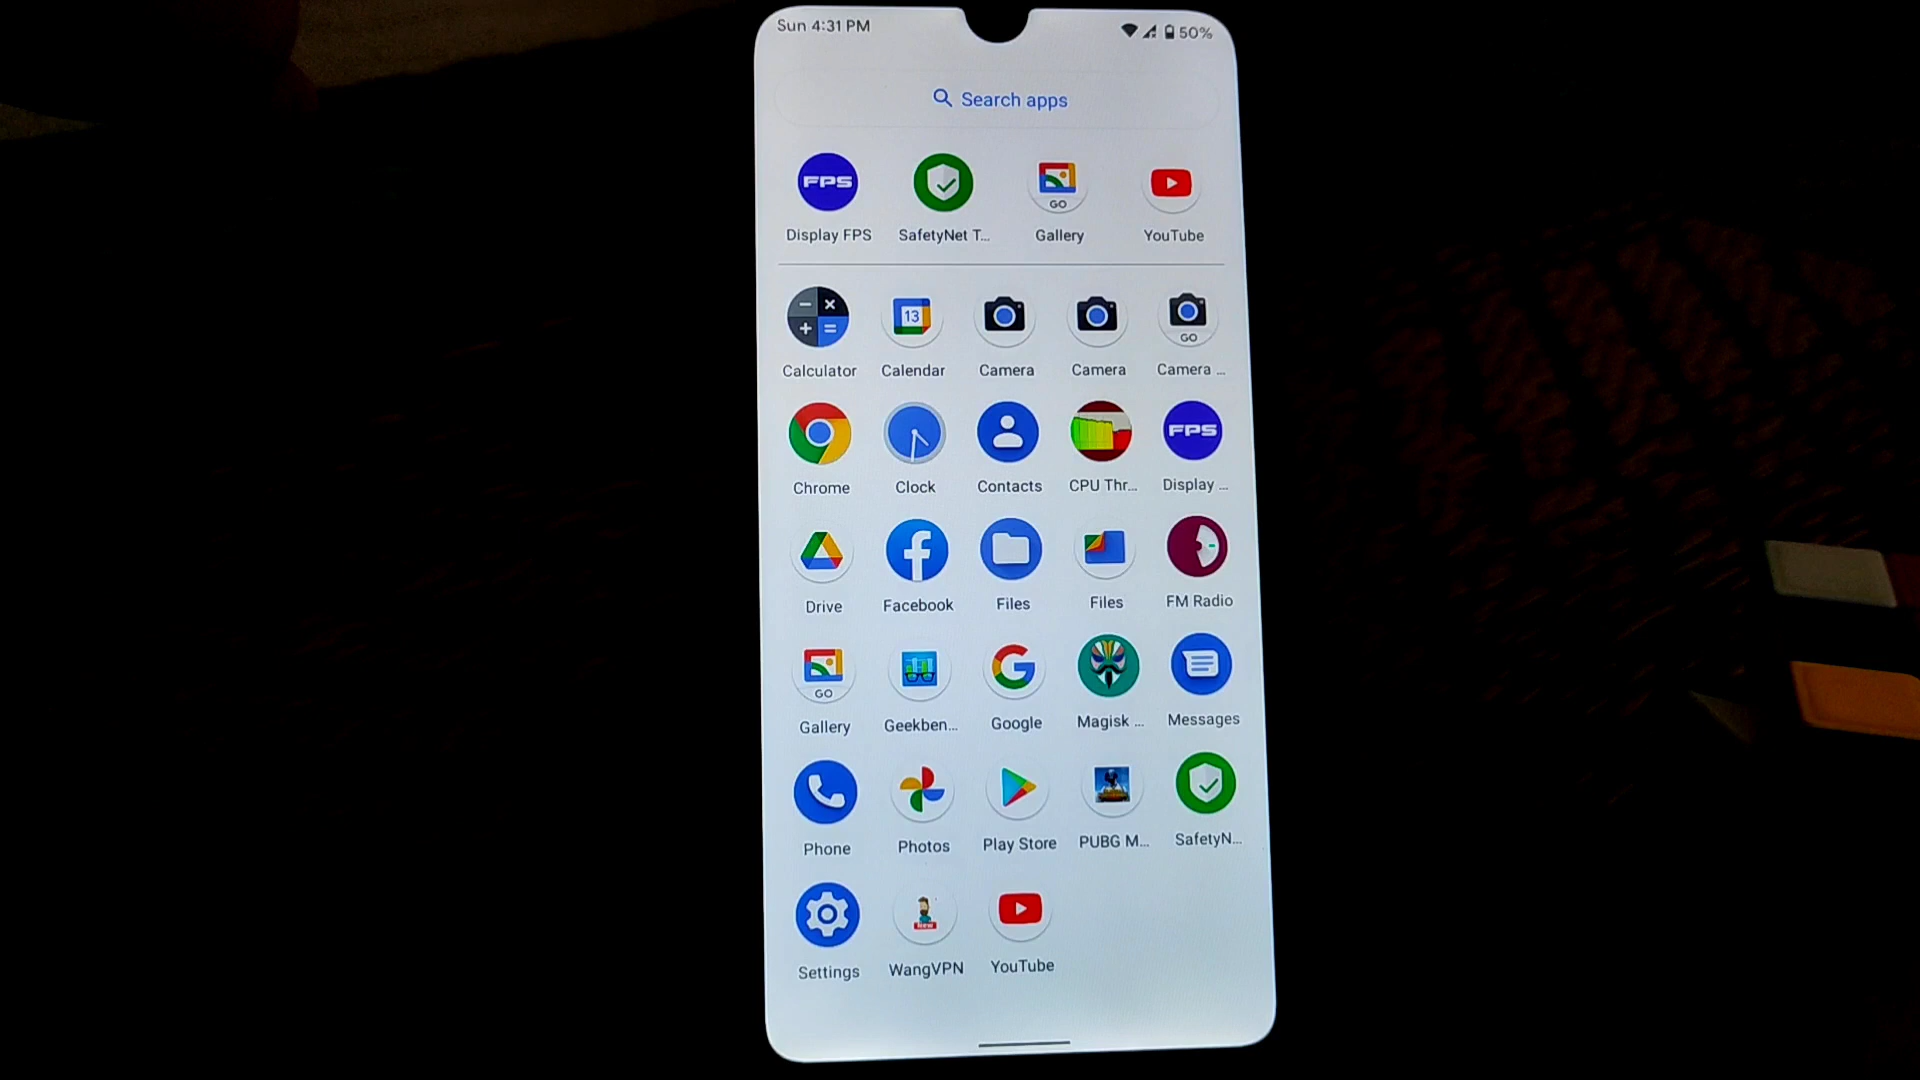 Sun 4:31 PM 50%
Search apps
FPS GO
Display FPS SafetyNet T... Gallery YouTube
13 GO
Calculator Calendar Camera Camera Camera ...
FPS
Chrome Clock Contacts CPU Thr... Display ...
Drive Facebook Files Files FM Radio
GO
Gallery Geekben... Google Magisk ... Messages
Phone Photos Play Store PUBG M... SafetyN...
New
Settings WangVPN YouTube